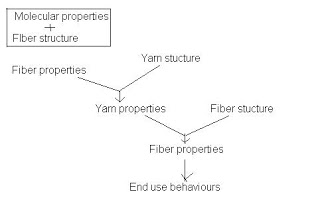 Molecular properties
+
FIber structure
Yarn stucture
Fiber properties
Yarn properties
Fiber stucture
Fiber properties
End use behaviours